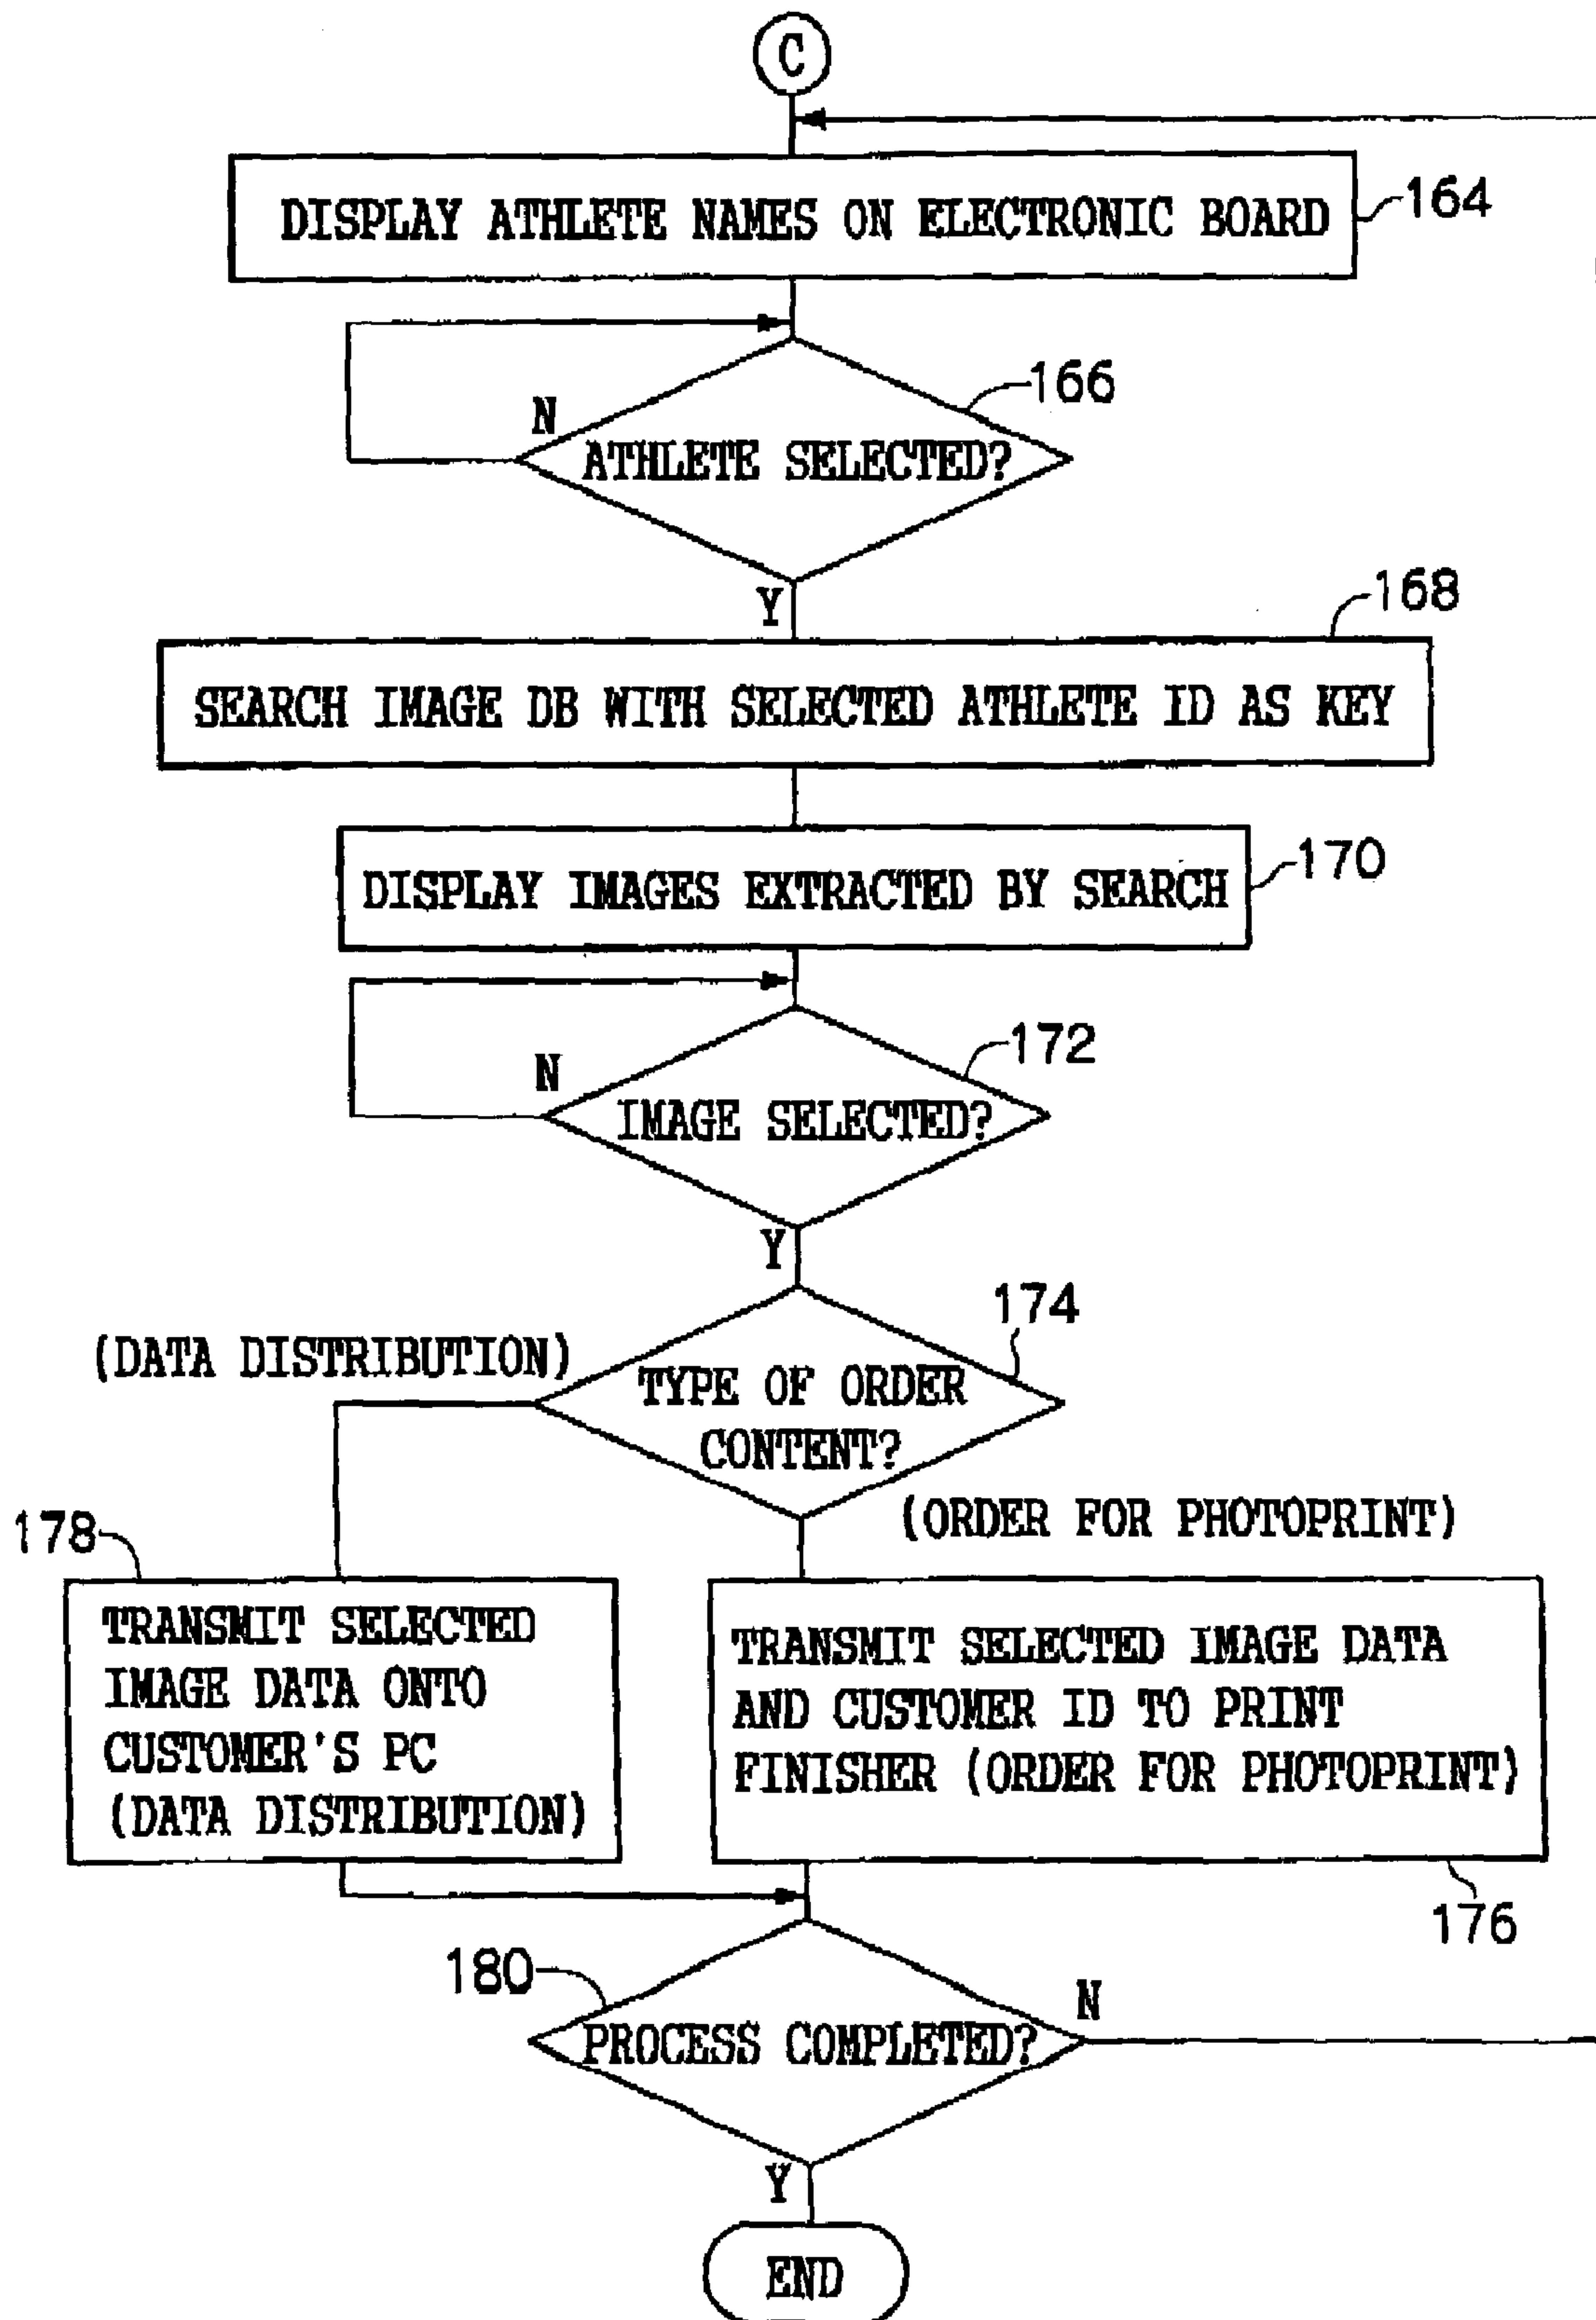 C
DISPLAY ATHLETE NAMES ON ELECTRONIC BOARD
164
166
N
ATHLETE SELECTED?
Y
168
SEARCH IMAGE DB WITH SELECTED ATHLETE ID AS KEY
170
DISPLAY IMAGES EXTRACTED BY SEARCH
172
N
IMAGE SELECTED?
Y
174
(DATA DISTRIBUTION)
TYPE OF ORDER
CONTENT?
(ORDER FOR PHOTOPRINT)
178
TRANSMIT SELECTED
IMAGE DATA ONTO
CUSTOMER'S PC
(DATA DISTRIBUTION)
TRANSMIT SELECTED IMAGE DATA
AND CUSTOMER ID TO PRINT
FINISHER (ORDER FOR PHOTOPRINT)
176
180
N
PROCESS COMPLETED?
Y
END